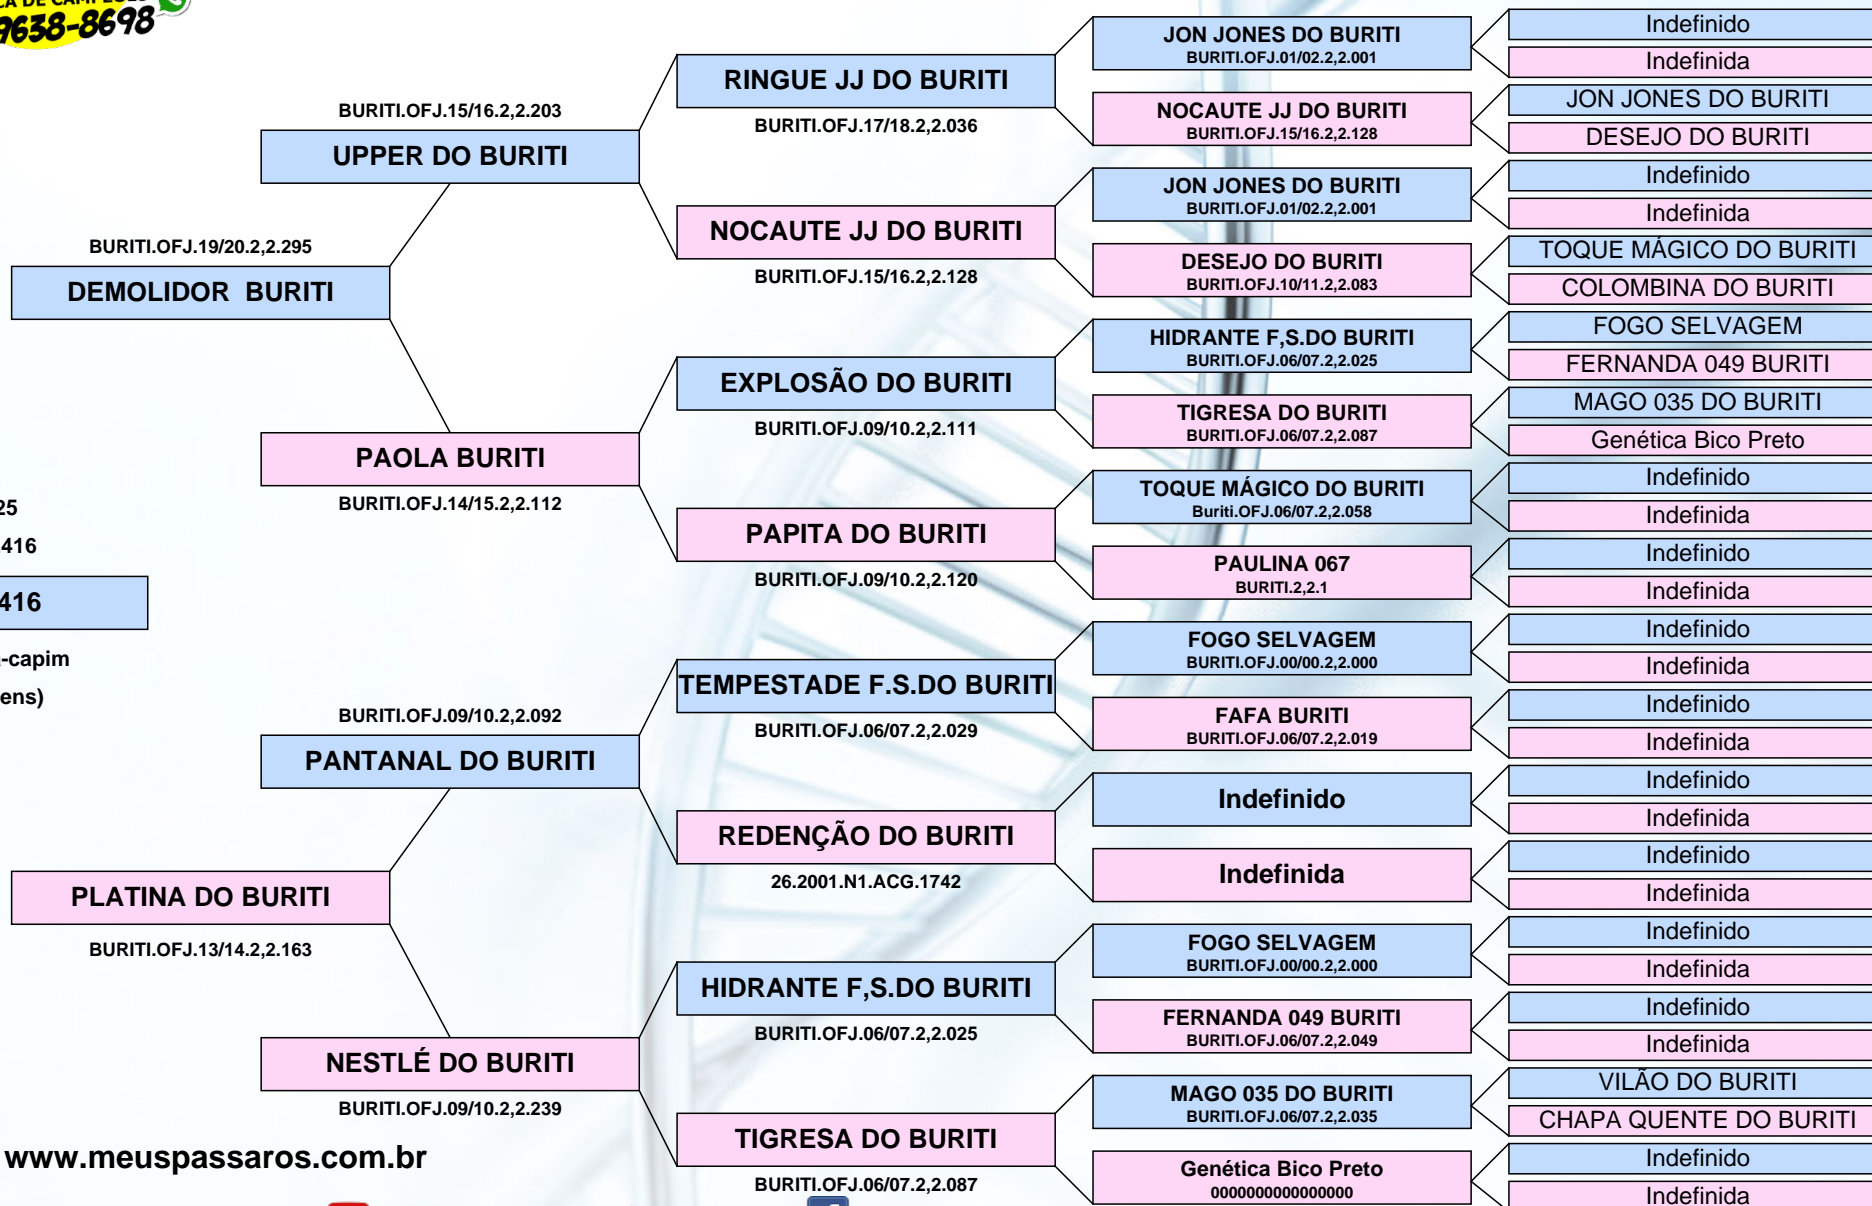 9638-8698
BURITI.OFJ.19/20.2,2.295
DEMOLIDOR BURITI
25
416
416
-capim
ens)
PLATINA DO BURITI
BURITI.OFJ.13/14.2,2.163
www.meuspassaros.com.br
BURITI.OFJ.15/16.2,2.203
UPPER DO BURITI
PAOLA BURITI
BURITI.OFJ.14/15.2,2.112
BURITI.OFJ.09/10.2,2.092
PANTANAL DO BURITI
NESTLÉ DO BURITI
BURITI.OFJ.09/10.2,2.239
RINGUE JJ DO BURITI
BURITI.OFJ.17/18.2,2.036
NOCAUTE JJ DO BURITI
BURITI.OFJ.15/16.2,2.128
EXPLOSÃO DO BURITI
BURITI.OFJ.09/10.2,2.111
PAPITA DO BURITI
BURITI.OFJ.09/10.2,2.120
TEMPESTADE F.S.DO BURITI
BURITI.OFJ.06/07.2,2.029
REDENÇÃO DO BURITI
26.2001.N1.ACG.1742
HIDRANTE F,S.DO BURITI
BURITI.OFJ.06/07.2,2.025
TIGRESA DO BURITI
BURITI.OFJ.06/07.2,2.087
JON JONES DO BURITI
BURITI.OFJ.01/02.2,2.001
NOCAUTE JJ DO BURITI
BURITI.OFJ.15/16.2,2.128
JON JONES DO BURITI
BURITI.OFJ.01/02.2,2.001
DESEJO DO BURITI
BURITI.OFJ.10/11.2,2.083
HIDRANTE F,S.DO BURITI
BURITI.OFJ.06/07.2,2.025
TIGRESA DO BURITI
BURITI.OFJ.06/07.2,2.087
TOQUE MÁGICO DO BURITI
Buriti.OFJ.06/07.2,2.058
PAULINA 067
BURITI.2,2.1
FOGO SELVAGEM
BURITI.OFJ.00/00.2,2.000
FAFA BURITI
BURITI.OFJ.06/07.2,2.019
Indefinido
Indefinida
FOGO SELVAGEM
BURITI.OFJ.00/00.2,2.000
FERNANDA 049 BURITI
BURITI.OFJ.06/07.2,2.049
MAGO 035 DO BURITI
BURITI.OFJ.06/07.2,2.035
Genética Bico Preto
0000000000000000
Indefinido
Indefinida
JON JONES DO BURITI
DESEJO DO BURITI
Indefinido
Indefinida
TOQUE MÁGICO DO BURITI
COLOMBINA DO BURITI
FOGO SELVAGEM
FERNANDA 049 BURITI
MAGO 035 DO BURITI
Genética Bico Preto
Indefinido
Indefinida
Indefinido
Indefinida
Indefinido
Indefinida
Indefinido
Indefinida
Indefinido
Indefinida
Indefinido
Indefinida
Indefinido
Indefinida
Indefinido
Indefinida
VILÃO DO BURITI
CHAPA QUENTE DO BURITI
Indefinido
Indefinida